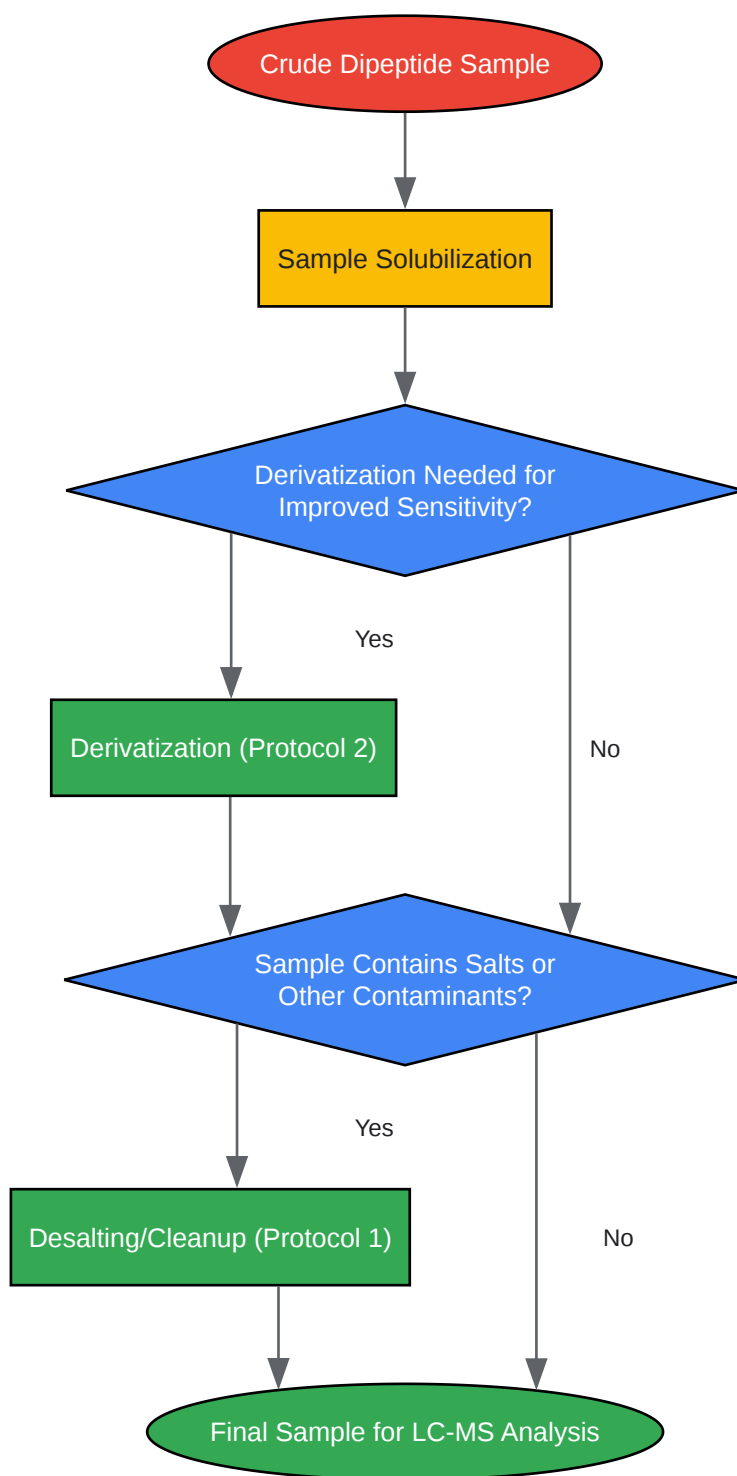 Crude Dipeptide Sample
Sample Solubilization
Derivatization Needed for
Improved Sensitivity?
Yes
Derivatization (Protocol 2)
No
Sample Contains Salts or
Other Contaminants?
Yes
Desalting/Cleanup (Protocol 1)
No
Final Sample for LC-MS Analysis